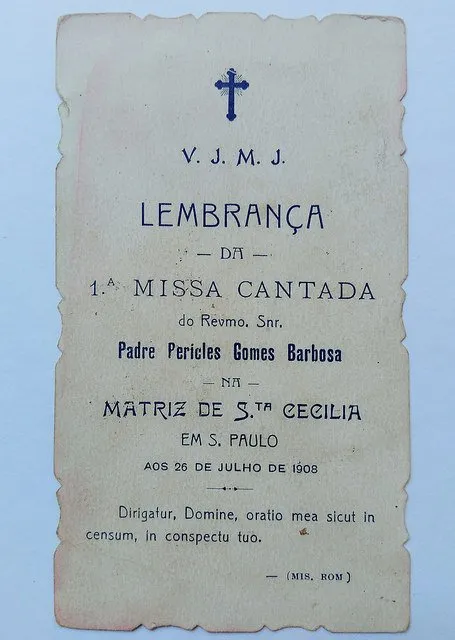 V. J. M. J.
LEMBRANÇA
— DA —
1.ᴬ MISSA CANTADA
do Revmo. Snr.
Padre Pericles Gomes Barbosa
— NA —
MATRIZ DE S.ᵀᴬ CECILIA
EM S. PAULO
AOS 26 DE JULHO DE 1908
Dirigatur, Domine, oratio mea sicut in
censum, in conspectu tuo.
— (MIS. ROM)